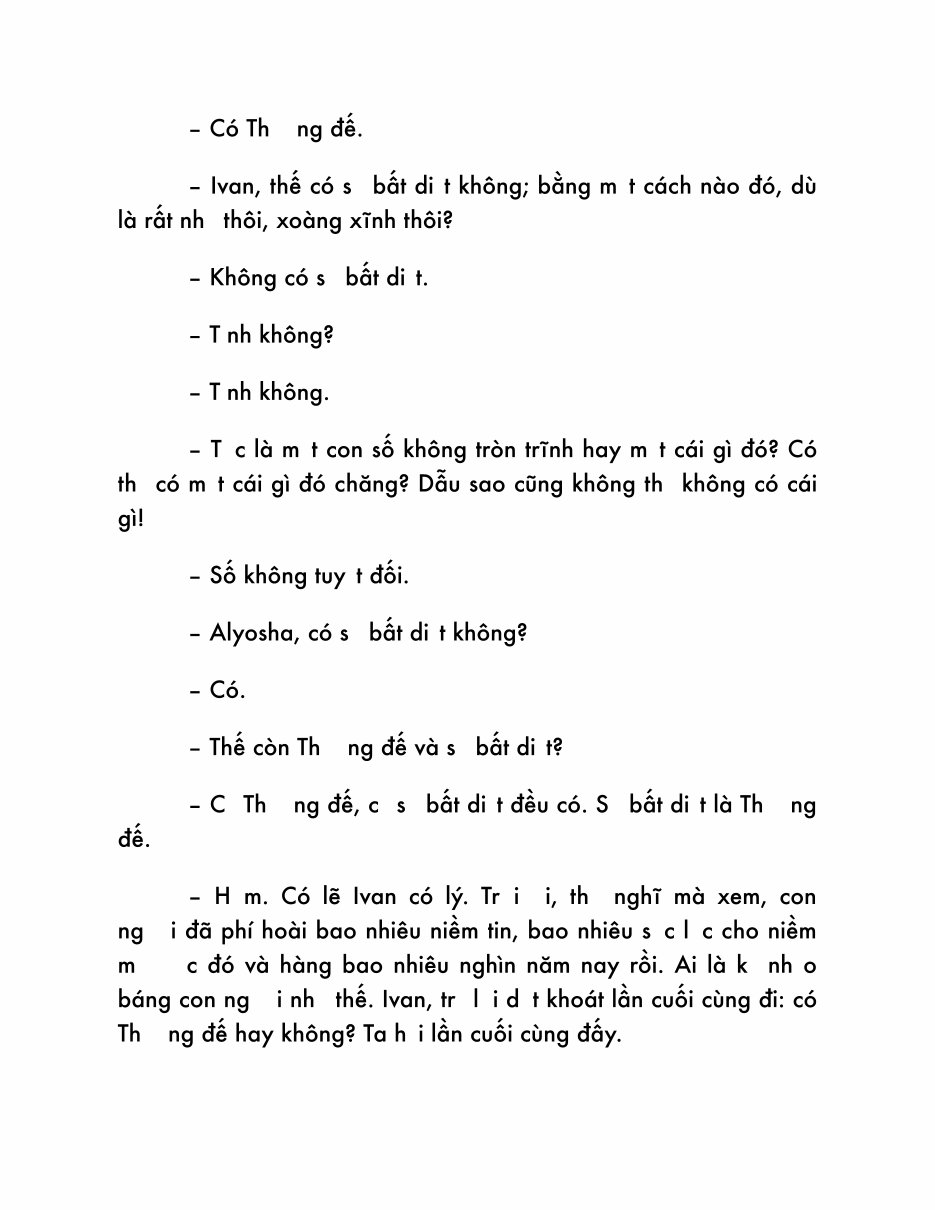 – Có Th ng đế.
– Ivan, thế có s bất di t không; bằng m t cách nào đó, dù
là rất nh thôi, xoàng xĩnh thôi?
– Không có s bất di t.
– T nh không?
– T nh không.
– T c là m t con số không tròn trĩnh hay m t cái gì đó? Có
th có m t cái gì đó chăng? Dẫu sao cũng không th không có cái
gì!
– Số không tuy t đối.
– Alyosha, có s bất di t không?
– Có.
– Thế còn Th ng đế và s bất di t?
– C Th ng đế, c s bất di t đều có. S bất di t là Th ng
đế.
– H m. Có lẽ Ivan có lý. Tr i i, th nghĩ mà xem, con
ng i đã phí hoài bao nhiêu niềm tin, bao nhiêu s c l c cho niềm
m c đó và hàng bao nhiêu nghìn năm nay rồi. Ai là k nh o
báng con ng i nh thế. Ivan, tr l i d t khoát lần cuối cùng đi: có
Th ng đế hay không? Ta h i lần cuối cùng đấy.